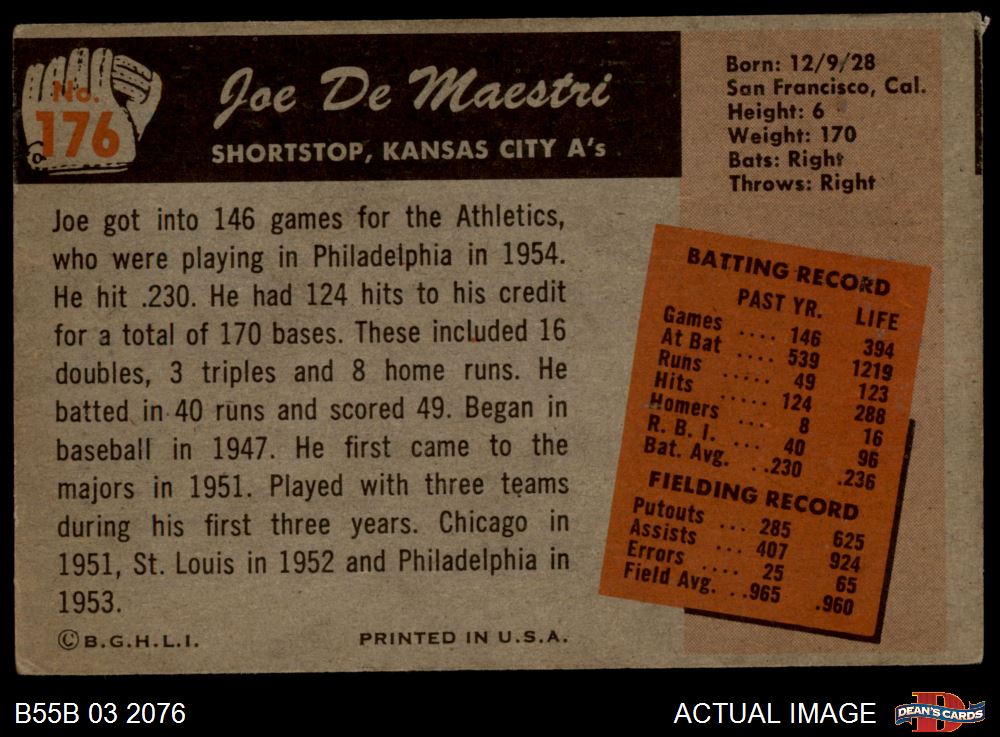 No.
176
Joe De Maestri
SHORTSTOP, KANSAS CITY A's
Born: 12/9/28
San Francisco, Cal.
Height: 6
Weight: 170
Bats: Right
Throws: Right
Joe got into 146 games for the Athletics,
who were playing in Philadelphia in 1954.
He hit .230. He had 124 hits to his credit
for a total of 170 bases. These included 16
doubles, 3 triples and 8 home runs. He
batted in 40 runs and scored 49. Began in
baseball in 1947. He first came to the
majors in 1951. Played with three teams
during his first three years. Chicago in
1951, St. Louis in 1952 and Philadelphia in
1953.
©B.G.H.L.I. PRINTED IN U.S.A.
BATTING RECORD
PAST YR. LIFE
Games .... 146 394
At Bat .... 539 1219
Runs ..... 49 123
Hits ..... 124 288
Homers ... 8 16
R. B. I. ... 40 96
Bat. Avg. ..230 .236
FIELDING RECORD
Putouts ... 285 625
Assists ... 407 924
Errors .... 25 65
Field Avg. ..965 .960
B55B 03 2076
ACTUAL IMAGE
D
DEAN'S CARDS